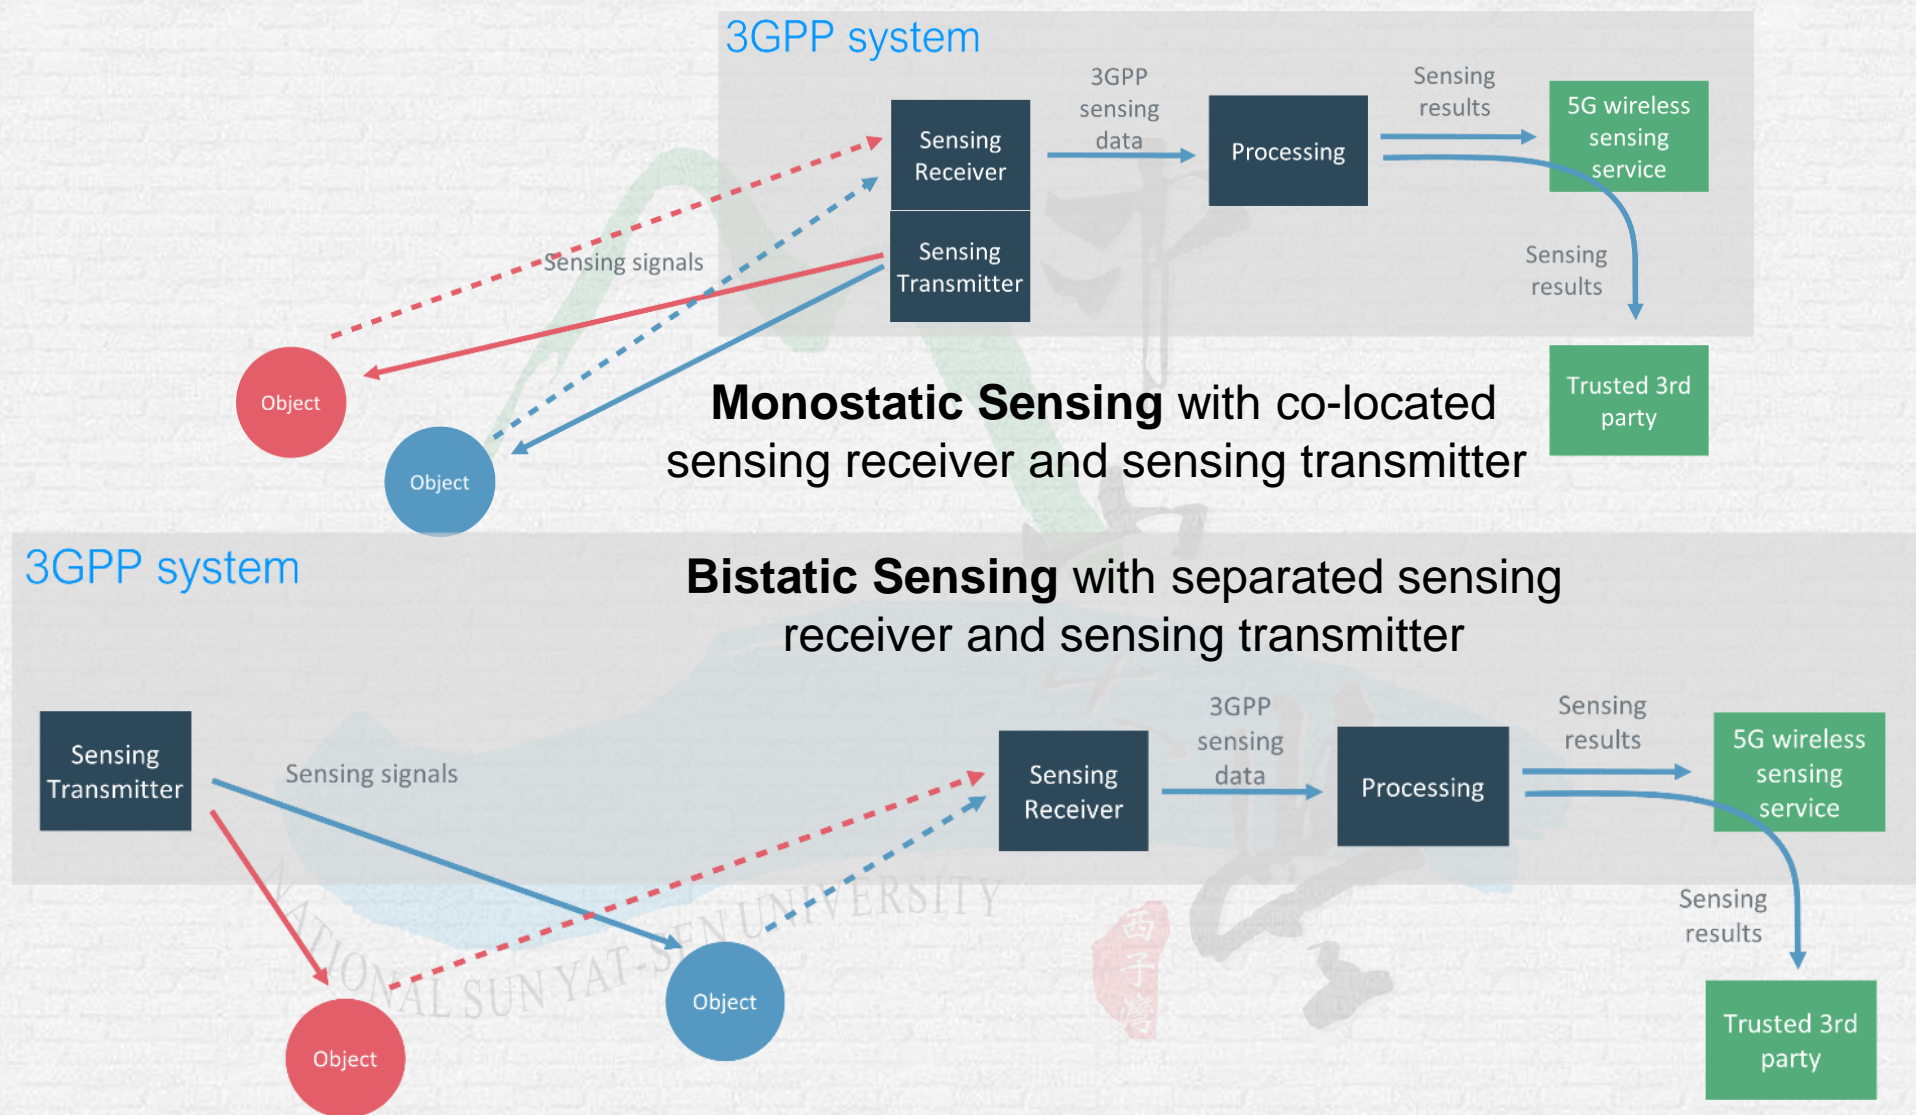 3GPP system
3GPP
sensing
data
Sensing
results
Sensing
Receiver
Processing
5G wireless
sensing
service
Sensing signals
Sensing
Transmitter
Sensing
results
Object
Object
Monostatic Sensing with co-located
sensing receiver and sensing transmitter
Trusted 3rd
party
3GPP system
Bistatic Sensing with separated sensing
receiver and sensing transmitter
Sensing
Transmitter
Sensing signals
Sensing
Receiver
3GPP
sensing
data
Processing
Sensing
results
5G wireless
sensing
service
Sensing
results
Object
Object
Trusted 3rd
party
NATIONAL SUN YAT-SEN UNIVERSITY
西子灣